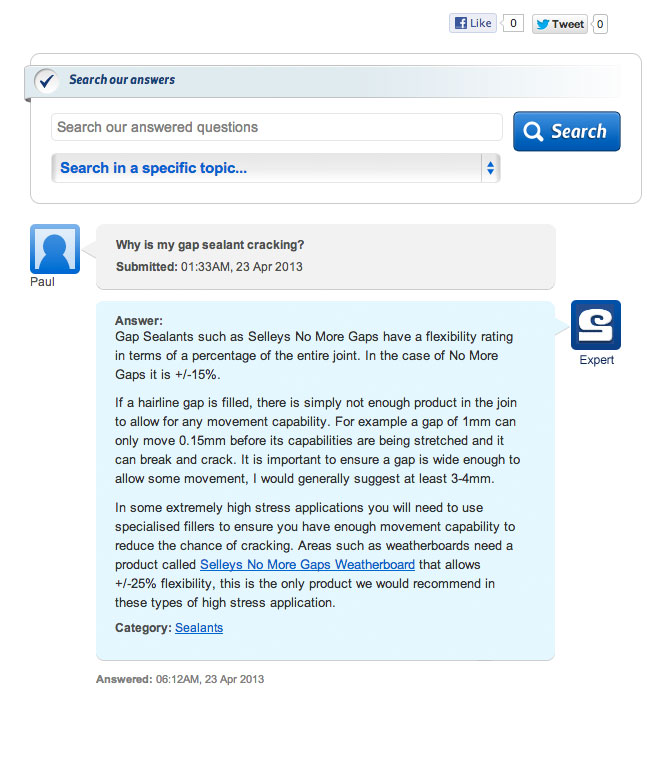 Like 0 Tweet 0
Search our answers
Search our answered questions
Search
Search in a specific topic...
Why is my gap sealant cracking?
Submitted: 01:33AM, 23 Apr 2013
Paul
Answer:
Gap Sealants such as Selleys No More Gaps have a flexibility rating
in terms of a percentage of the entire joint. In the case of No More
Gaps it is +/-15%.
If a hairline gap is filled, there is simply not enough product in the join
to allow for any movement capability. For example a gap of 1mm can
only move 0.15mm before its capabilities are being stretched and it
can break and crack. It is important to ensure a gap is wide enough to
allow some movement, I would generally suggest at least 3-4mm.
In some extremely high stress applications you will need to use
specialised fillers to ensure you have enough movement capability to
reduce the chance of cracking. Areas such as weatherboards need a
product called Selleys No More Gaps Weatherboard that allows
+/-25% flexibility, this is the only product we would recommend in
these types of high stress application.
Category: Sealants
Expert
Answered: 06:12AM, 23 Apr 2013